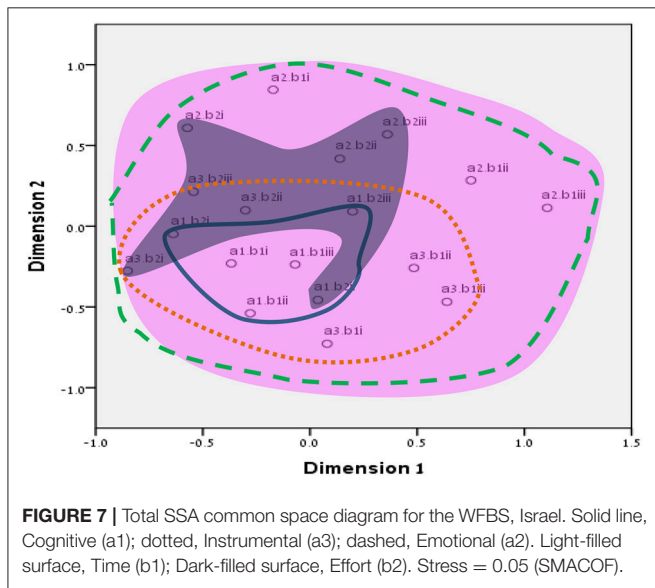 1.0
0.5
0.0
-0.5
-1.0
Dimension 2
a2.b1i
a2.b2i
a2.b2iii
a2.b2ii
a2.b1ii
a2.b1iii
a3.b2iii
a3.b2ii
a1.b2iii
a1.b2i
a3.b2i
a1.b1i
a1.b1iii
a3.b1ii
a1.b2ii
a3.b1iii
a1.b1ii
a3.b1i
-1.0 -0.5 0.0 0.5 1.0 1.5
Dimension 1
FIGURE 7 | Total SSA common space diagram for the WFBS, Israel. Solid line,
Cognitive (a1); dotted, Instrumental (a3); dashed, Emotional (a2). Light-filled
surface, Time (b1); Dark-filled surface, Effort (b2). Stress = 0.05 (SMACOF).